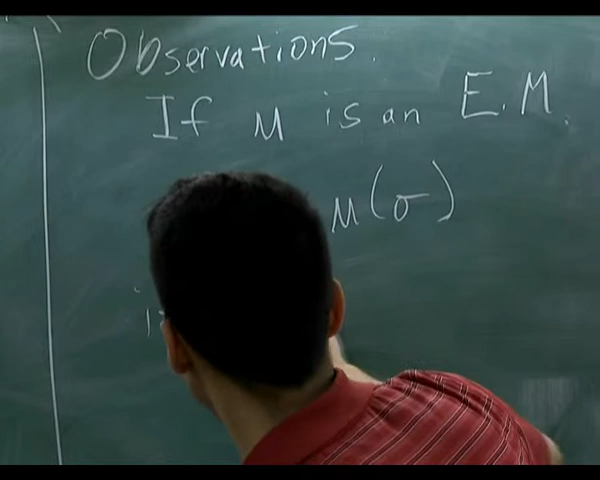 Observations.
If M is an E.M.
M(σ)